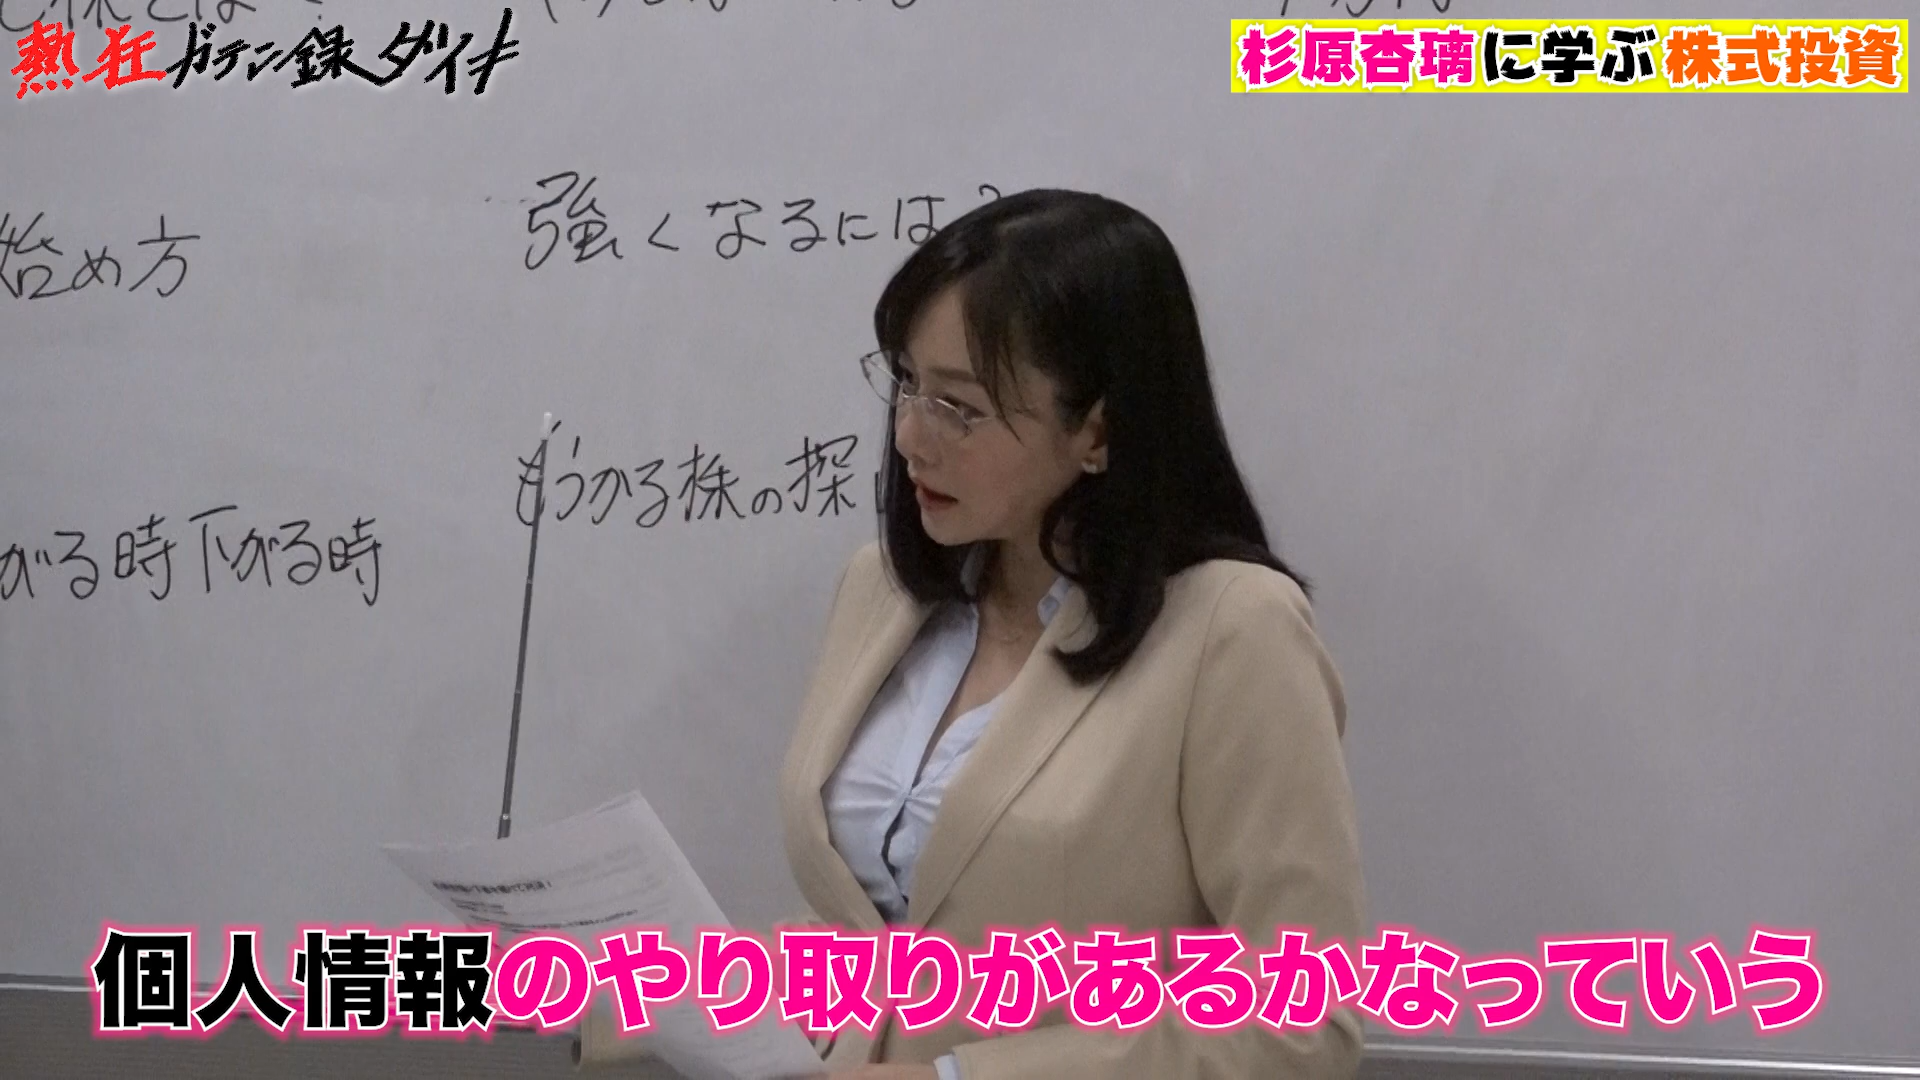 熱狂ガテン録ダイキ
杉原杏璃に学ぶ株式投資
始め方
強くなるには?
もうかる株の探し
がる時下がる時
個人情報のやり取りがあるかなっていう